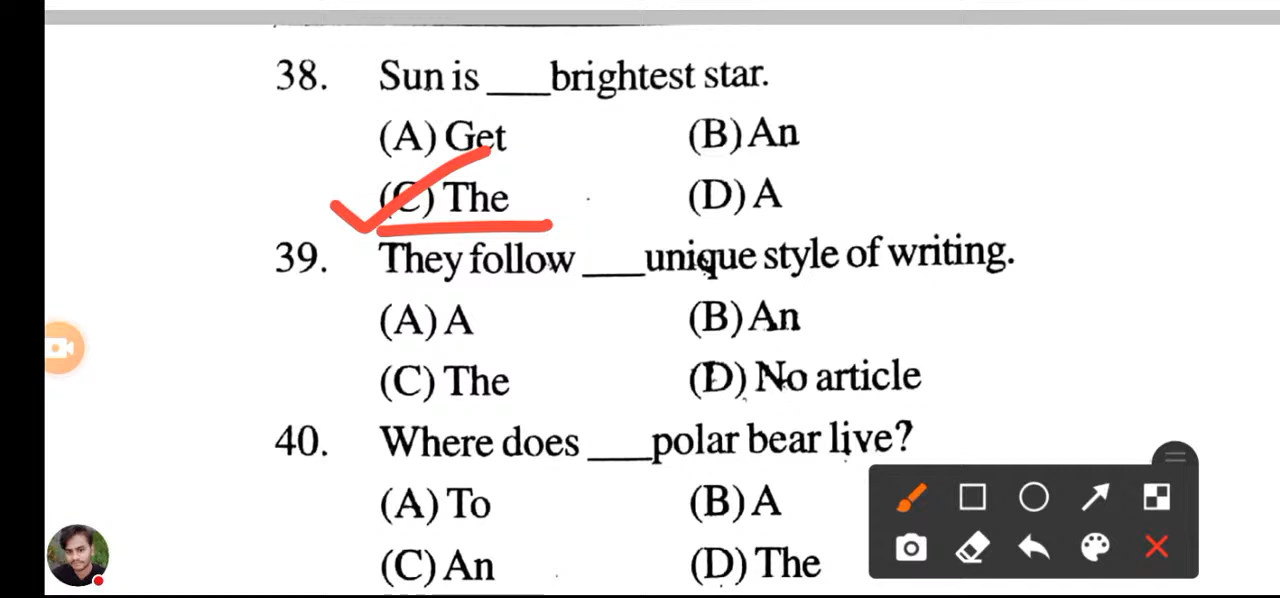 38. Sun is ___ brightest star.
(A) Get (B) An
(C) The (D) A
39. They follow ___ unique style of writing.
(A) A (B) An
(C) The (D) No article
40. Where does ___ polar bear live?
(A) To (B) A
(C) An (D) The